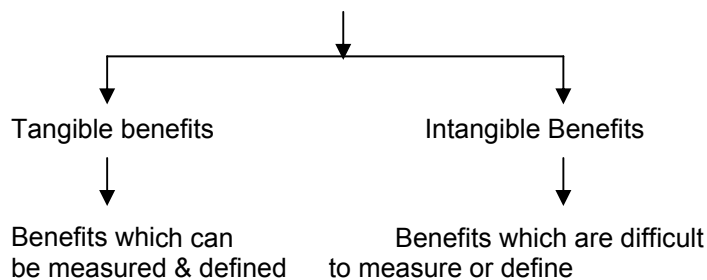 Tangible benefits
Intangible Benefits
Benefits which can
be measured & defined
Benefits which are difficult
to measure or define